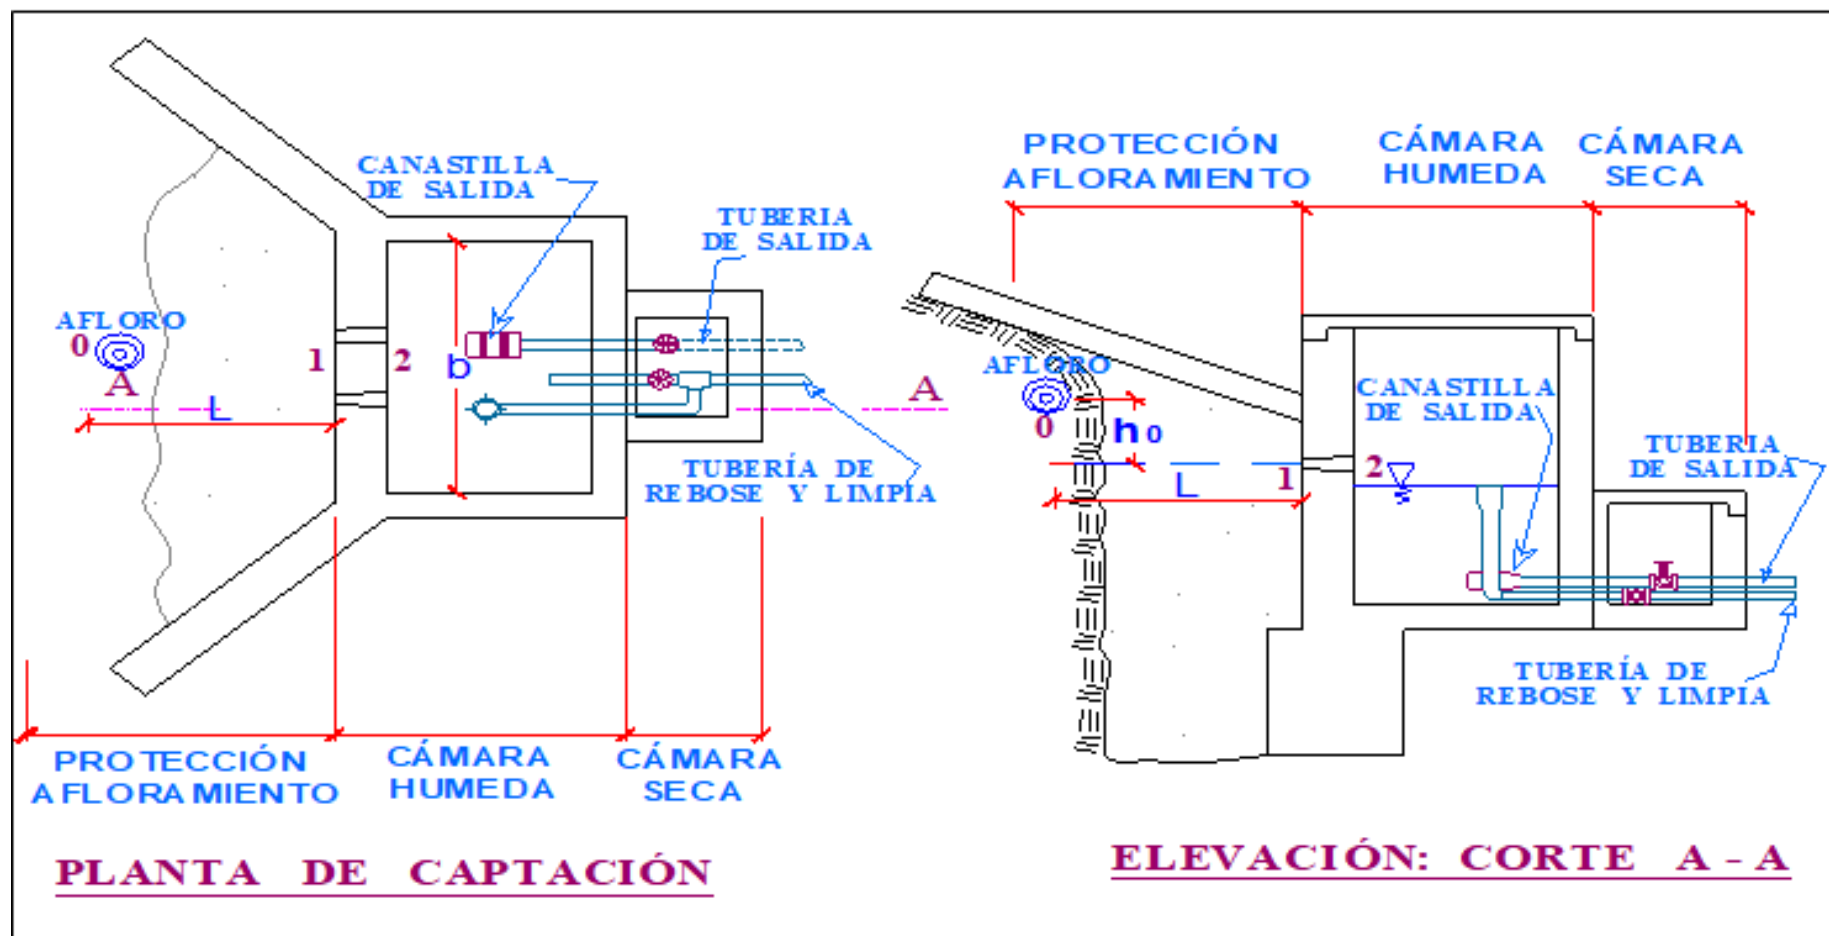 CANASTILLA
DE SALIDA
TUBERIA
DE SALIDA
AFLORO
0
A
1
2
b
L
A
TUBERÍA DE
REBOSE Y LIMPIA
PROTECCIÓN
AFLORAMIENTO
CÁMARA
HUMEDA
CÁMARA
SECA
PLANTA DE CAPTACIÓN
PROTECCIÓN
AFLORAMIENTO
CÁMARA
HUMEDA
CÁMARA
SECA
AFLORO
0
h0
L
1
2
CANASTILLA
DE SALIDA
TUBERIA
DE SALIDA
TUBERÍA DE
REBOSE Y LIMPIA
ELEVACIÓN: CORTE A - A